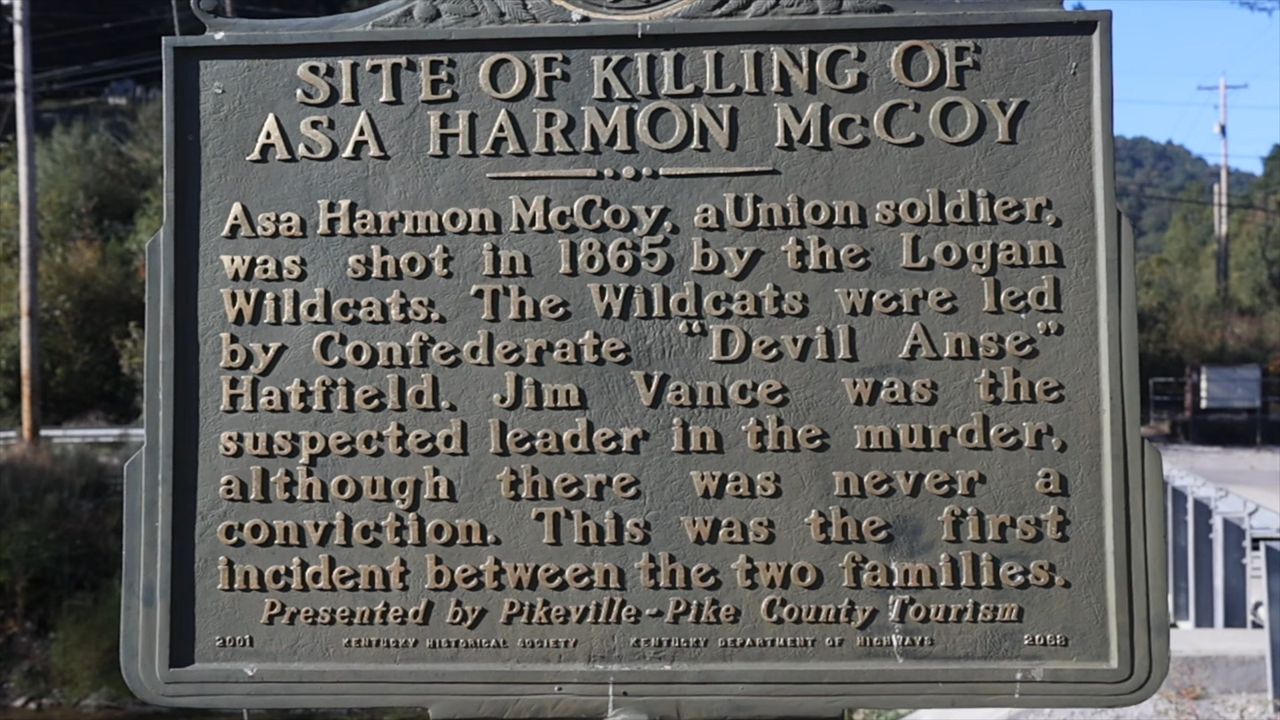 SITE OF KILLING OF
ASA HARMON McCOY
Asa Harmon McCoy, a Union soldier,
was shot in 1865 by the Logan
Wildcats. The Wildcats were led
by Confederate “Devil Anse”
Hatfield. Jim Vance was the
suspected leader in the murder,
although there was never a
conviction. This was the first
incident between the two families.
Presented by Pikeville-Pike County Tourism
2001 KENTUCKY HISTORICAL SOCIETY KENTUCKY DEPARTMENT OF HIGHWAYS 2068